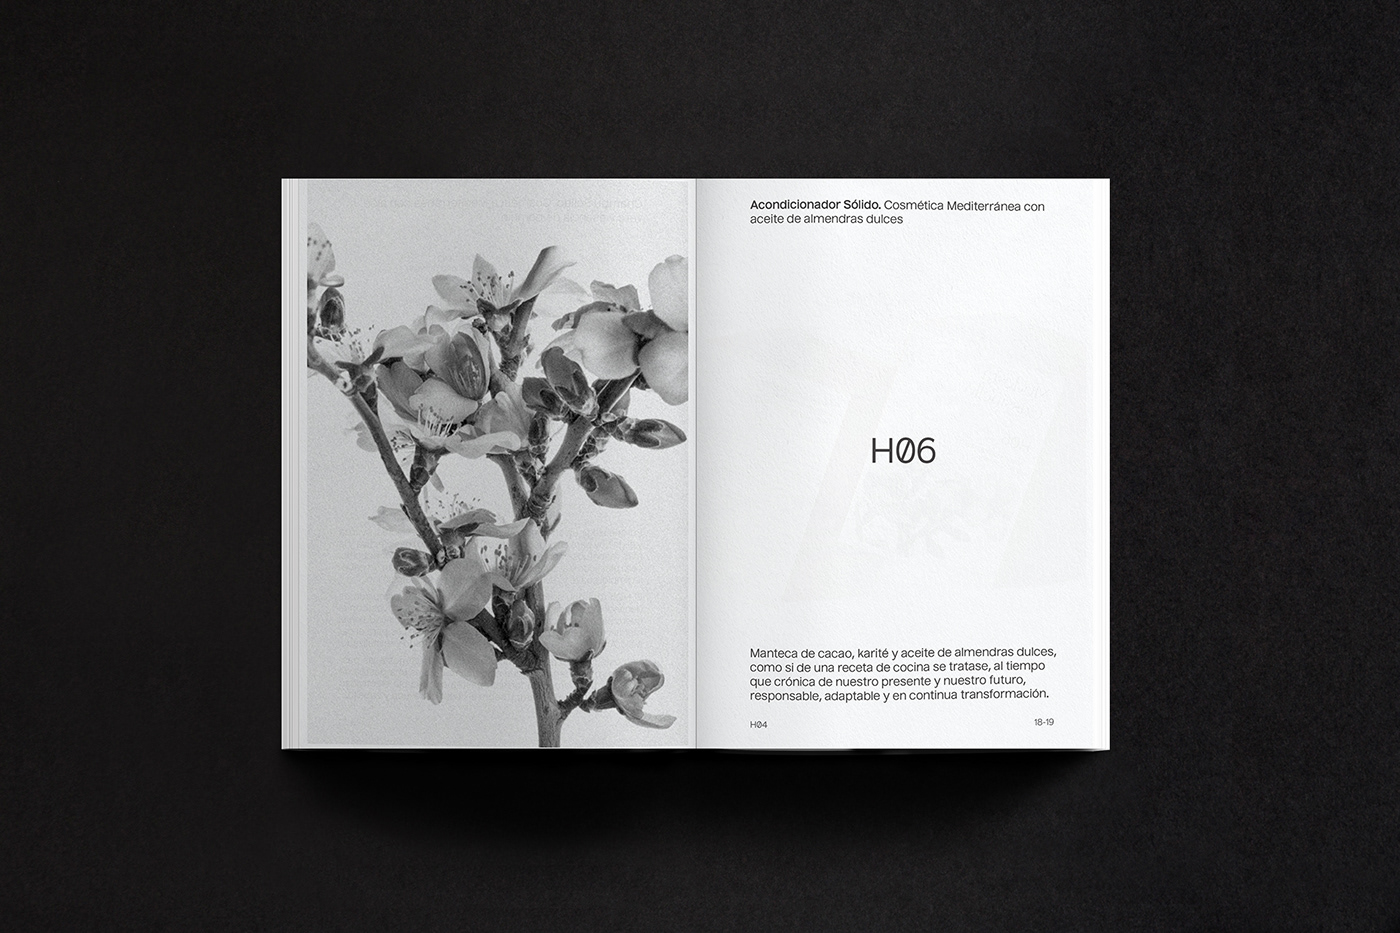 Acondicionador Sólido. Cosmética Mediterránea con
aceite de almendras dulces
H06
Manteca de cacao, karité y aceite de almendras dulces,
como si de una receta de cocina se tratase, al tiempo
que crónica de nuestro presente y nuestro futuro,
responsable, adaptable y en continua transformación.
H04
18-19